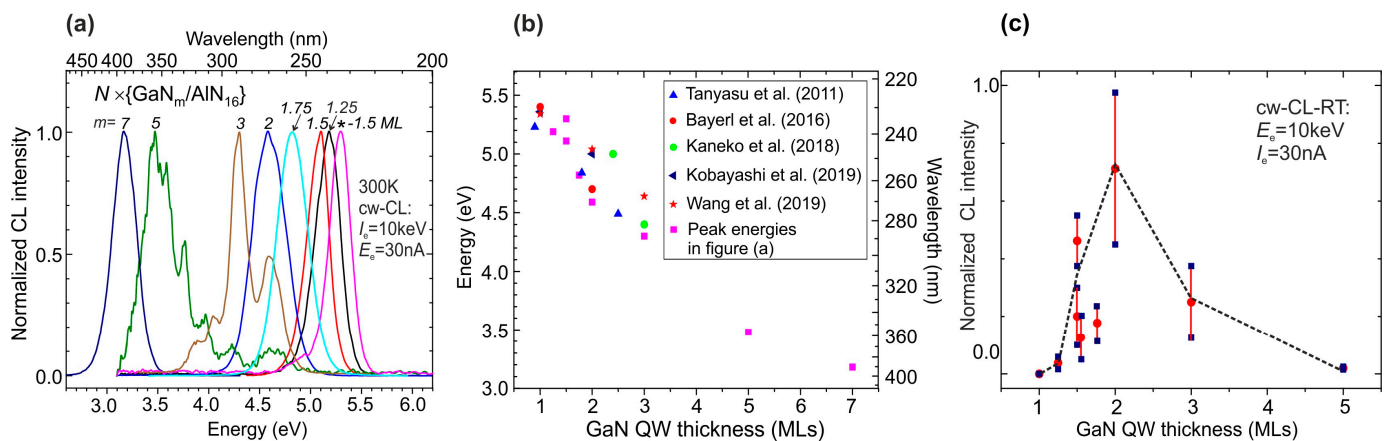 (a)
Wavelength (nm)
450 400 350 300 250 200
N ×{GaNₘ/AlN₁₆}
m= 7 5 3 2 1.75 1.5 1.25 *-1.5 ML
300K
cw-CL:
Iₑ=10keV
Eₑ=30nA
Normalized intensity
1.0
0.5
0.0
3.0 3.5 4.0 4.5 5.0 5.5 6.0
Energy (eV)
(b)
Energy (eV)
5.5
5.0
4.5
4.0
3.5
3.0
Tanyasu et al. (2011)
Bayerl et al. (2016)
Kaneko et al. (2018)
Kobayashi et al. (2019)
Wang et al. (2019)
Peak energies
in figure (a)
220
240
260
280
320
360
400
Wavelength (nm)
1 2 3 4 5 6 7
GaN QW thickness (MLs)
(c)
Normalized CL intensity
1.0
0.0
cw-CL-RT:
Eₑ=10keV
Iₑ=30nA
1 2 3 4 5
GaN QW thickness (MLs)